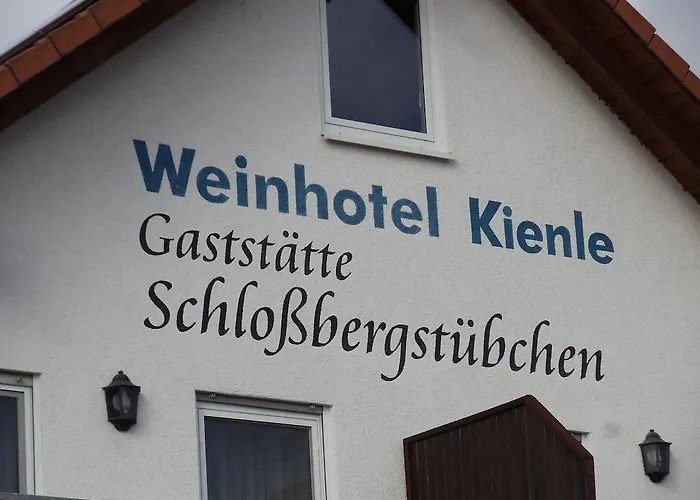 Weinhotel Kienle
Gaststätte
Schloßbergstübchen